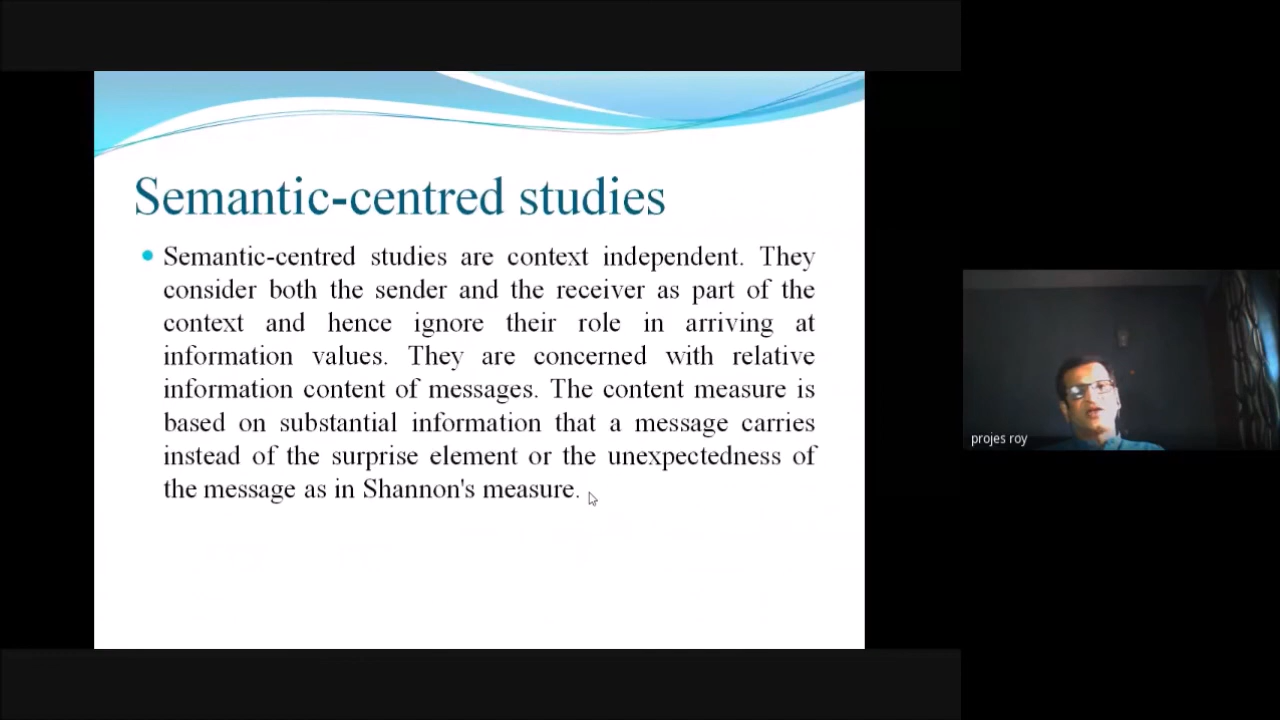 Semantic-centred studies
Semantic-centred studies are context independent. They
consider both the sender and the receiver as part of the
context and hence ignore their role in arriving at
information values. They are concerned with relative
information content of messages. The content measure is
based on substantial information that a message carries
instead of the surprise element or the unexpectedness of
the message as in Shannon's measure.
projes roy